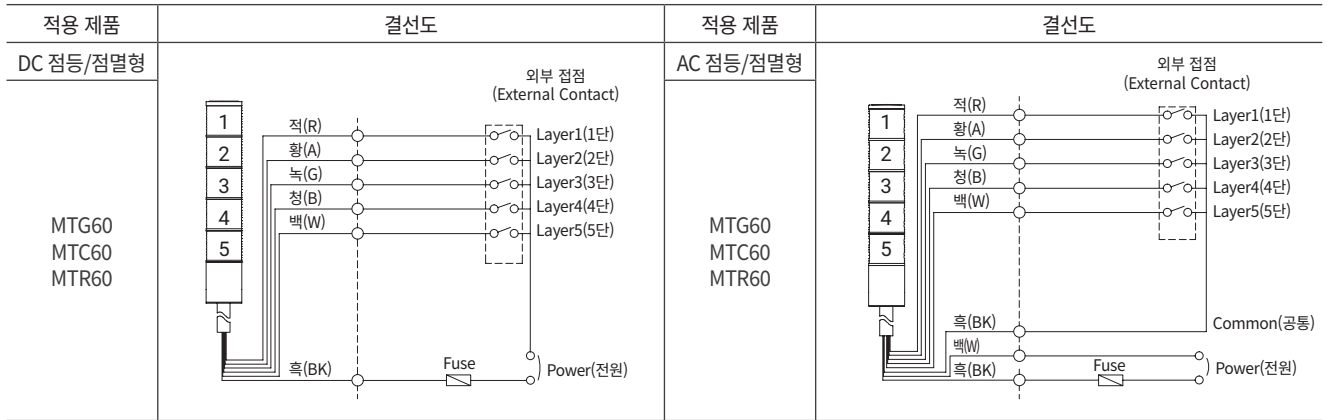 적용 제품
결선도
적용 제품
결선도
DC 점등/점멸형
MTG60
MTC60
MTR60
외부 접점
(External Contact)
1
2
3
4
5
적(R)
황(A)
녹(G)
청(B)
백(W)
Layer1(1단)
Layer2(2단)
Layer3(3단)
Layer4(4단)
Layer5(5단)
흑(BK)
Fuse
Power(전원)
AC 점등/점멸형
MTG60
MTC60
MTR60
외부 접점
(External Contact)
1
2
3
4
5
적(R)
황(A)
녹(G)
청(B)
백(W)
Layer1(1단)
Layer2(2단)
Layer3(3단)
Layer4(4단)
Layer5(5단)
흑(BK)
Common(공통)
백(W)
흑(BK)
Fuse
Power(전원)